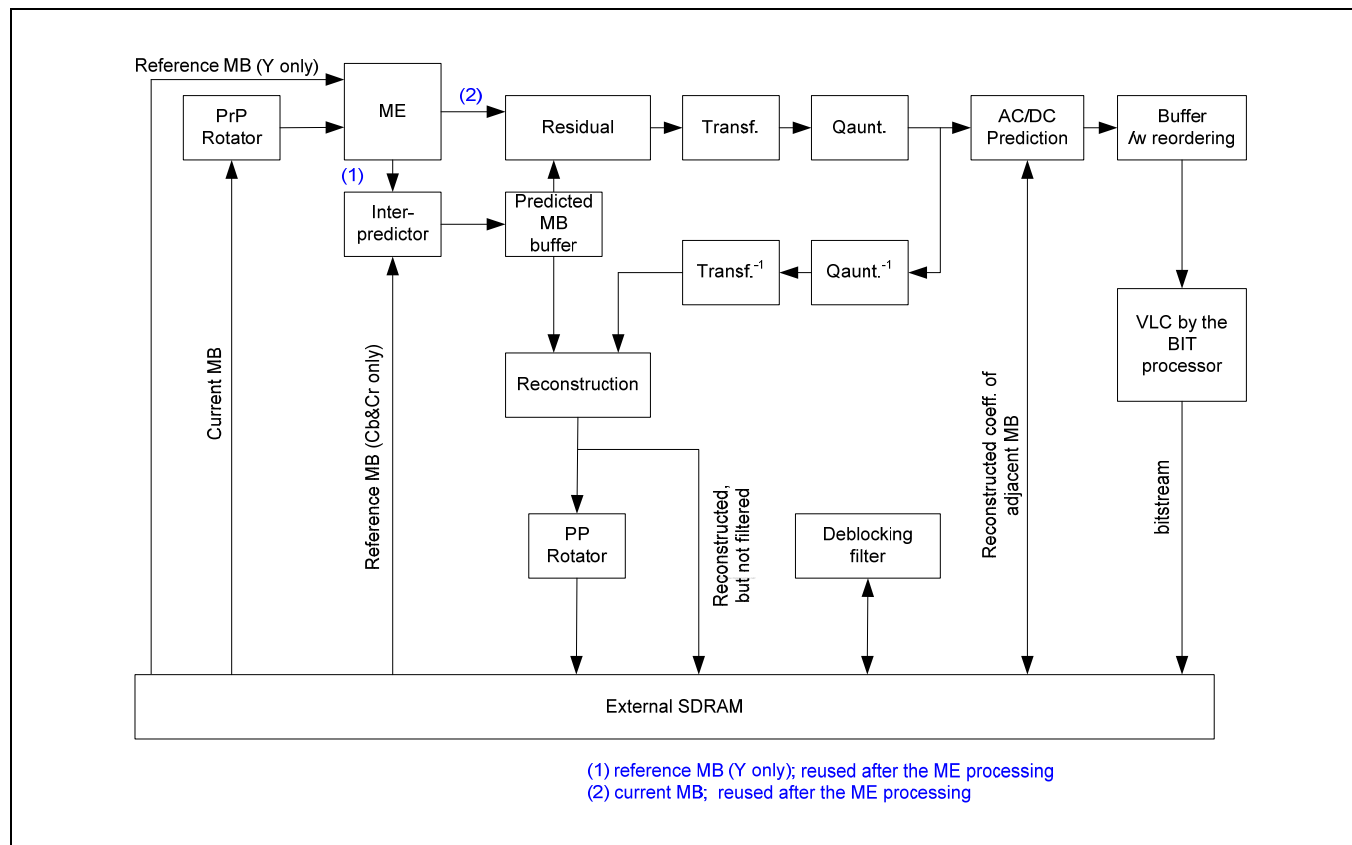 Reference MB (Y only)
PrP
Rotator
ME
(2)
Residual
Transf.
Qaunt.
AC/DC
Prediction
Buffer
/w reordering
(1)
Inter-
predictor
Predicted
MB
buffer
Transf.-1
Qaunt.-1
VLC by the
BIT
processor
Reconstruction
Current MB
Reference MB (Cb&Cr only)
PP
Rotator
Reconstructed,
but not filtered
Deblocking
filter
Reconstructed coeff. of
adjacent MB
bitstream
External SDRAM
(1) reference MB (Y only); reused after the ME processing
(2) current MB; reused after the ME processing